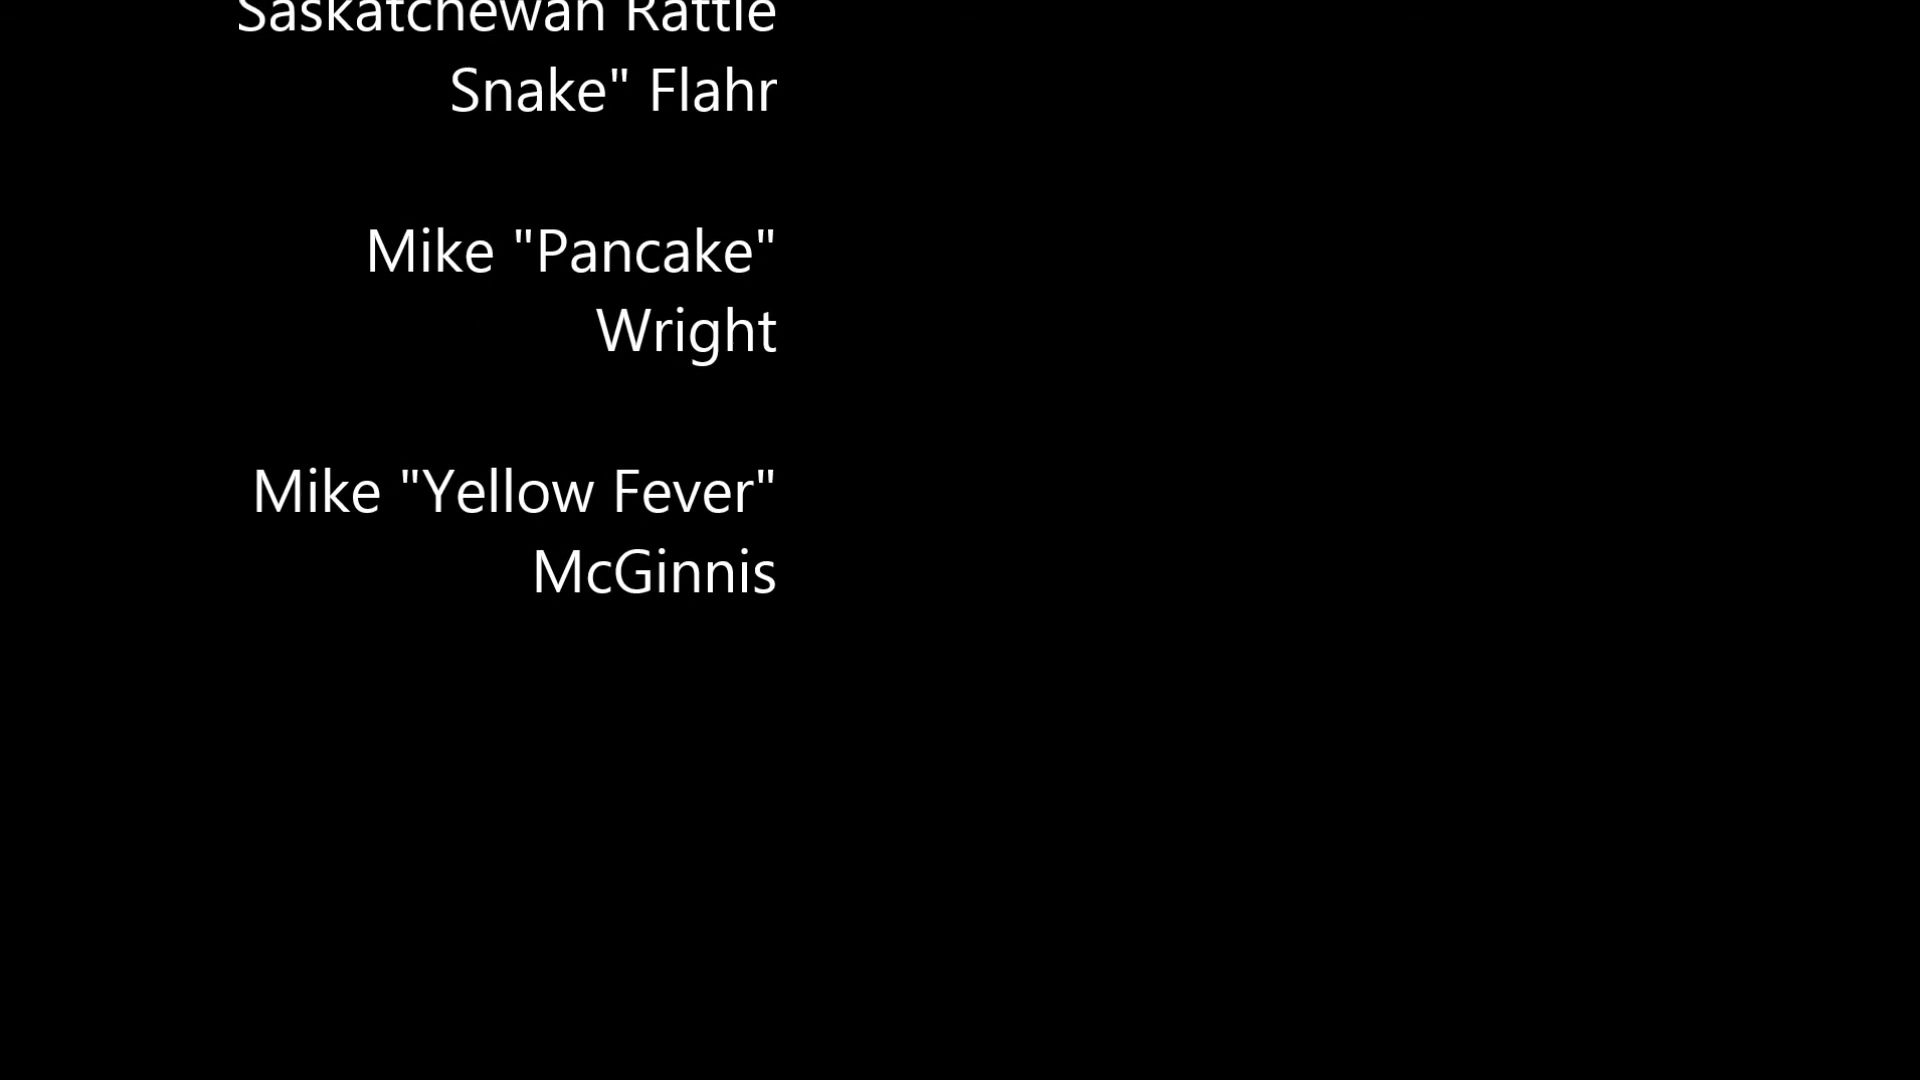 Saskatchewan Rattle
Snake" Flahr
Mike "Pancake"
Wright
Mike "Yellow Fever"
McGinnis